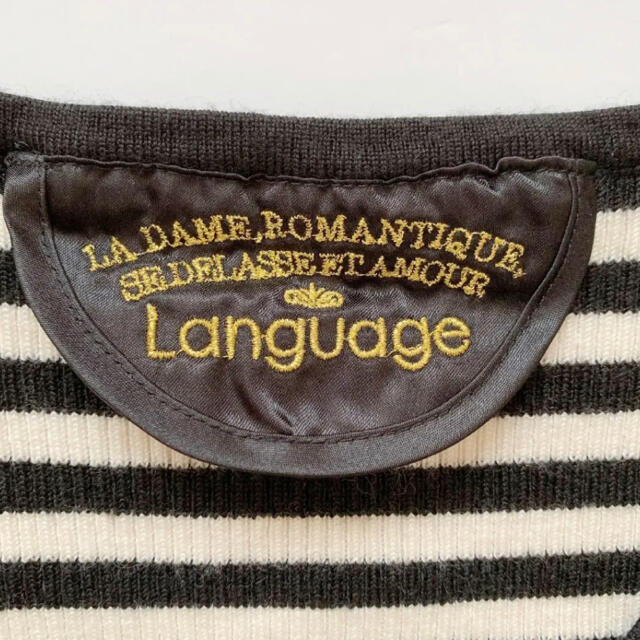 LA DAME,ROMANTIQUE,
SE.DELASSE ET AMOUR
Language